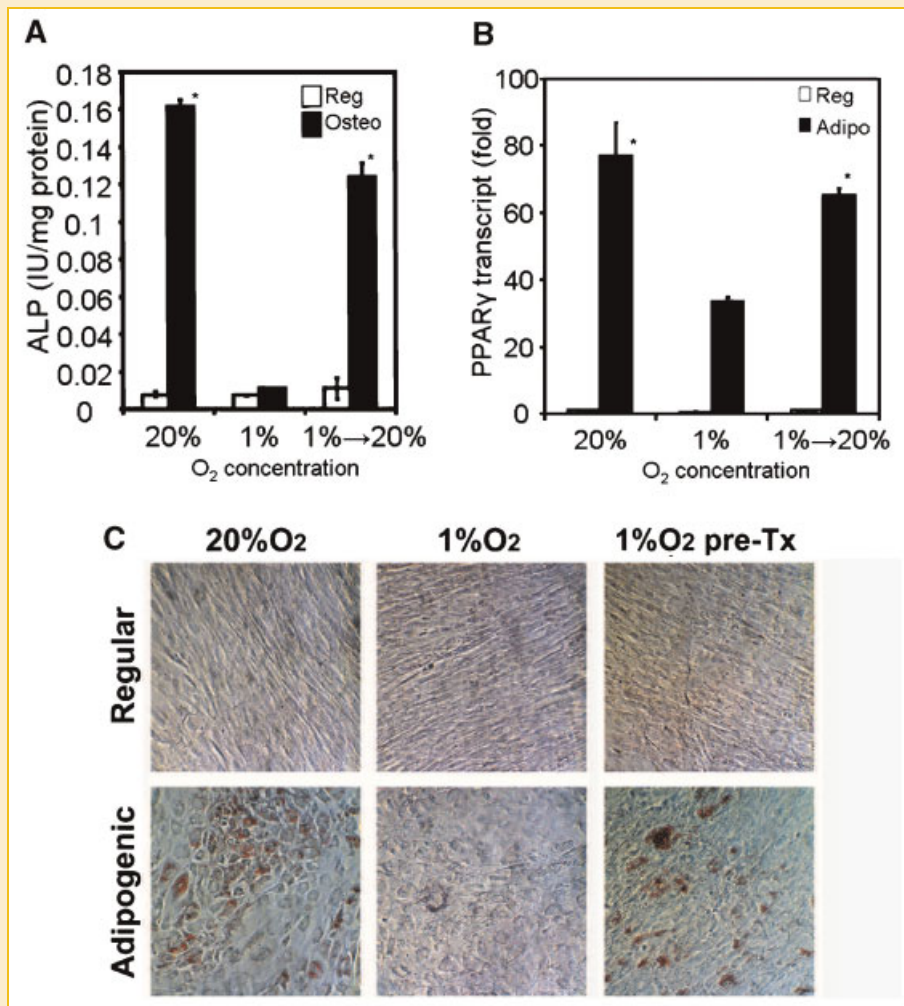 A
ALP (IU/mg protein)
0.18
0.16
0.14
0.12
0.1
0.08
0.06
0.04
0.02
0
Reg
Osteo
*
*
20%
1%
1%→20%
O₂ concentration
B
PPARγ transcript (fold)
100
80
60
40
20
0
Reg
Adipo
*
*
20%
1%
1%→20%
O₂ concentration
C
20%O₂
1%O₂
1%O₂ pre-Tx
Regular
Adipogenic